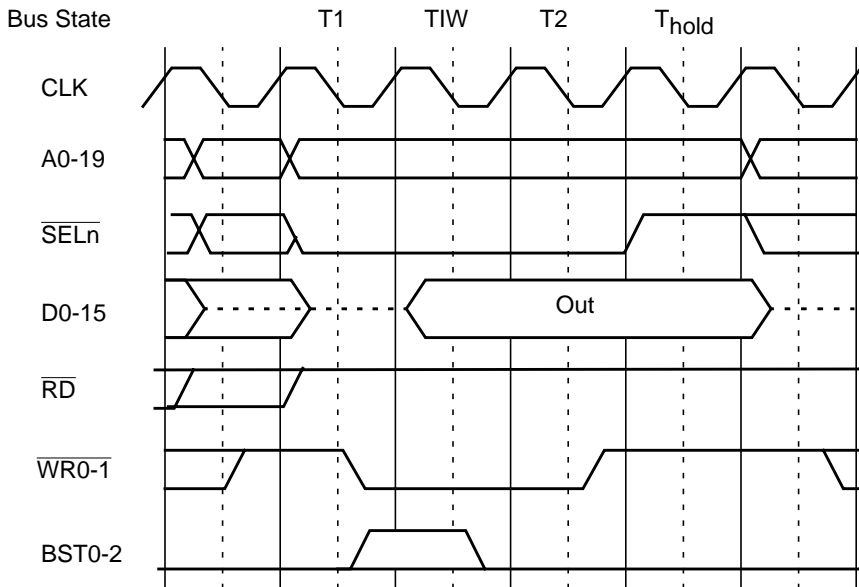 Bus State T1 TIW T2 Thold
CLK
A0-19
SELn
D0-15 Out
RD
WR0-1
BST0-2